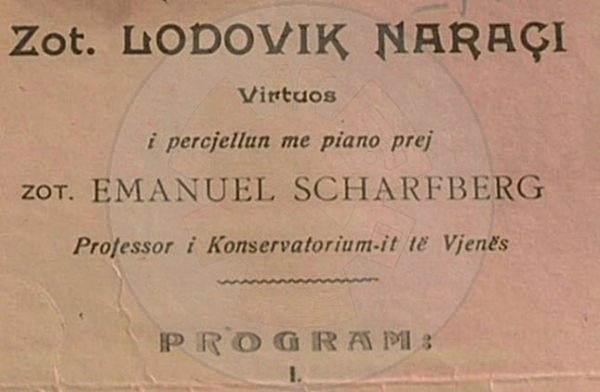 Zot. LODOVIK NARAÇI
Virtuos
i percjellun me piano prej
ZOT. EMANUEL SCHARFBERG
Professor i Konservatorium-it të Vjenës
PROGRAM:
I.